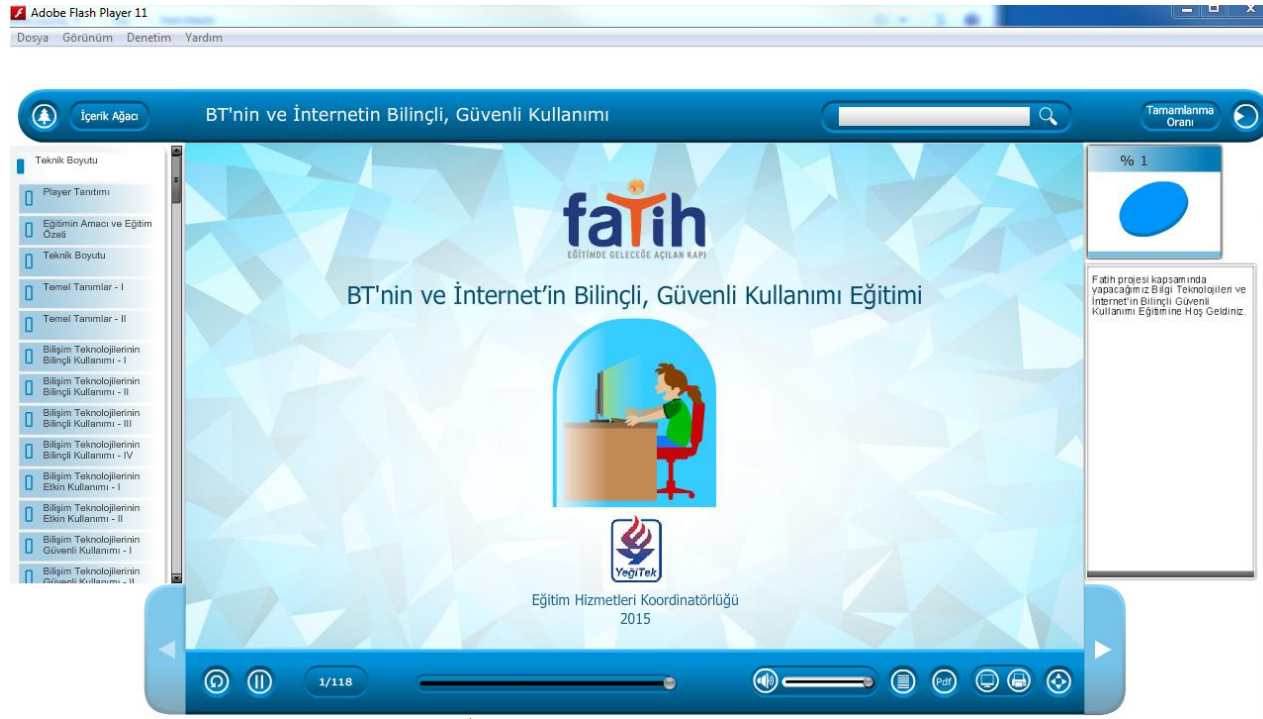 Adobe Flash Player 11
Dosya Görünüm Denetim Yardım
İçerik Ağacı
BT'nin ve İnternetin Bilinçli, Güvenli Kullanımı
Tamamlanma
Oranı
Teknik Boyutu
Player Tanıtımı
Eğitimin Amacı ve Eğitim
Özeti
Teknik Boyutu
Temel Tanımlar - I
Temel Tanımlar - II
Bilişim Teknolojilerinin
Bilinçli Kullanımı - I
Bilişim Teknolojilerinin
Bilinçli Kullanımı - II
Bilişim Teknolojilerinin
Bilinçli Kullanımı - III
Bilişim Teknolojilerinin
Bilinçli Kullanımı - IV
Bilişim Teknolojilerinin
Etkin Kullanımı - I
Bilişim Teknolojilerinin
Etkin Kullanımı - II
Bilişim Teknolojilerinin
Güvenli Kullanımı - I
Bilişim Teknolojilerinin
Güvenli Kullanımı - II
fatih
EĞİTİMDE GELECEĞE AÇILAN KAPI
BT'nin ve İnternet’in Bilinçli, Güvenli Kullanımı Eğitimi
YeğiTek
Eğitim Hizmetleri Koordinatörlüğü
2015
% 1
Fatih projesi kapsamında
yapacağımız Bilgi Teknolojileri ve
İnternet'in Bilinçli Güvenli
Kullanımı Eğitimine Hoş Geldiniz.
1/118
Pdf